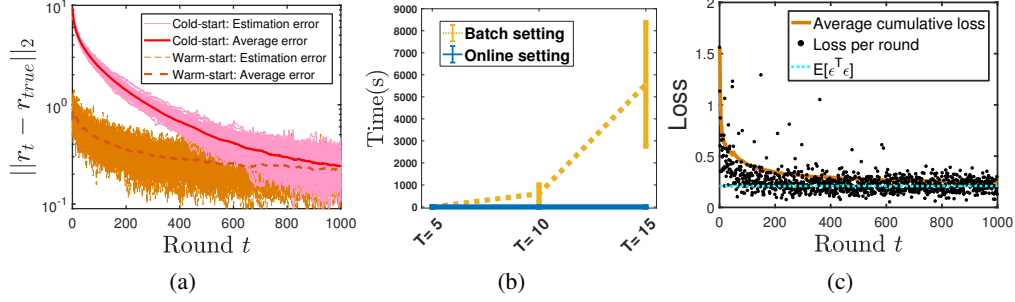 10^1
10^0
10^-1
||r_t − r_true||_2
Cold-start: Estimation error
Cold-start: Average error
Warm-start: Estimation error
Warm-start: Average error
0 200 400 600 800 1000
Round t
(a)
9000
8000
7000
6000
5000
4000
3000
2000
1000
0
Time(s)
Batch setting
Online setting
T= 5 T= 10 T= 15
(b)
2
1.5
1
0.5
0
Loss
Average cumulative loss
Loss per round
E[ϵ^T ϵ]
0 200 400 600 800 1000
Round t
(c)